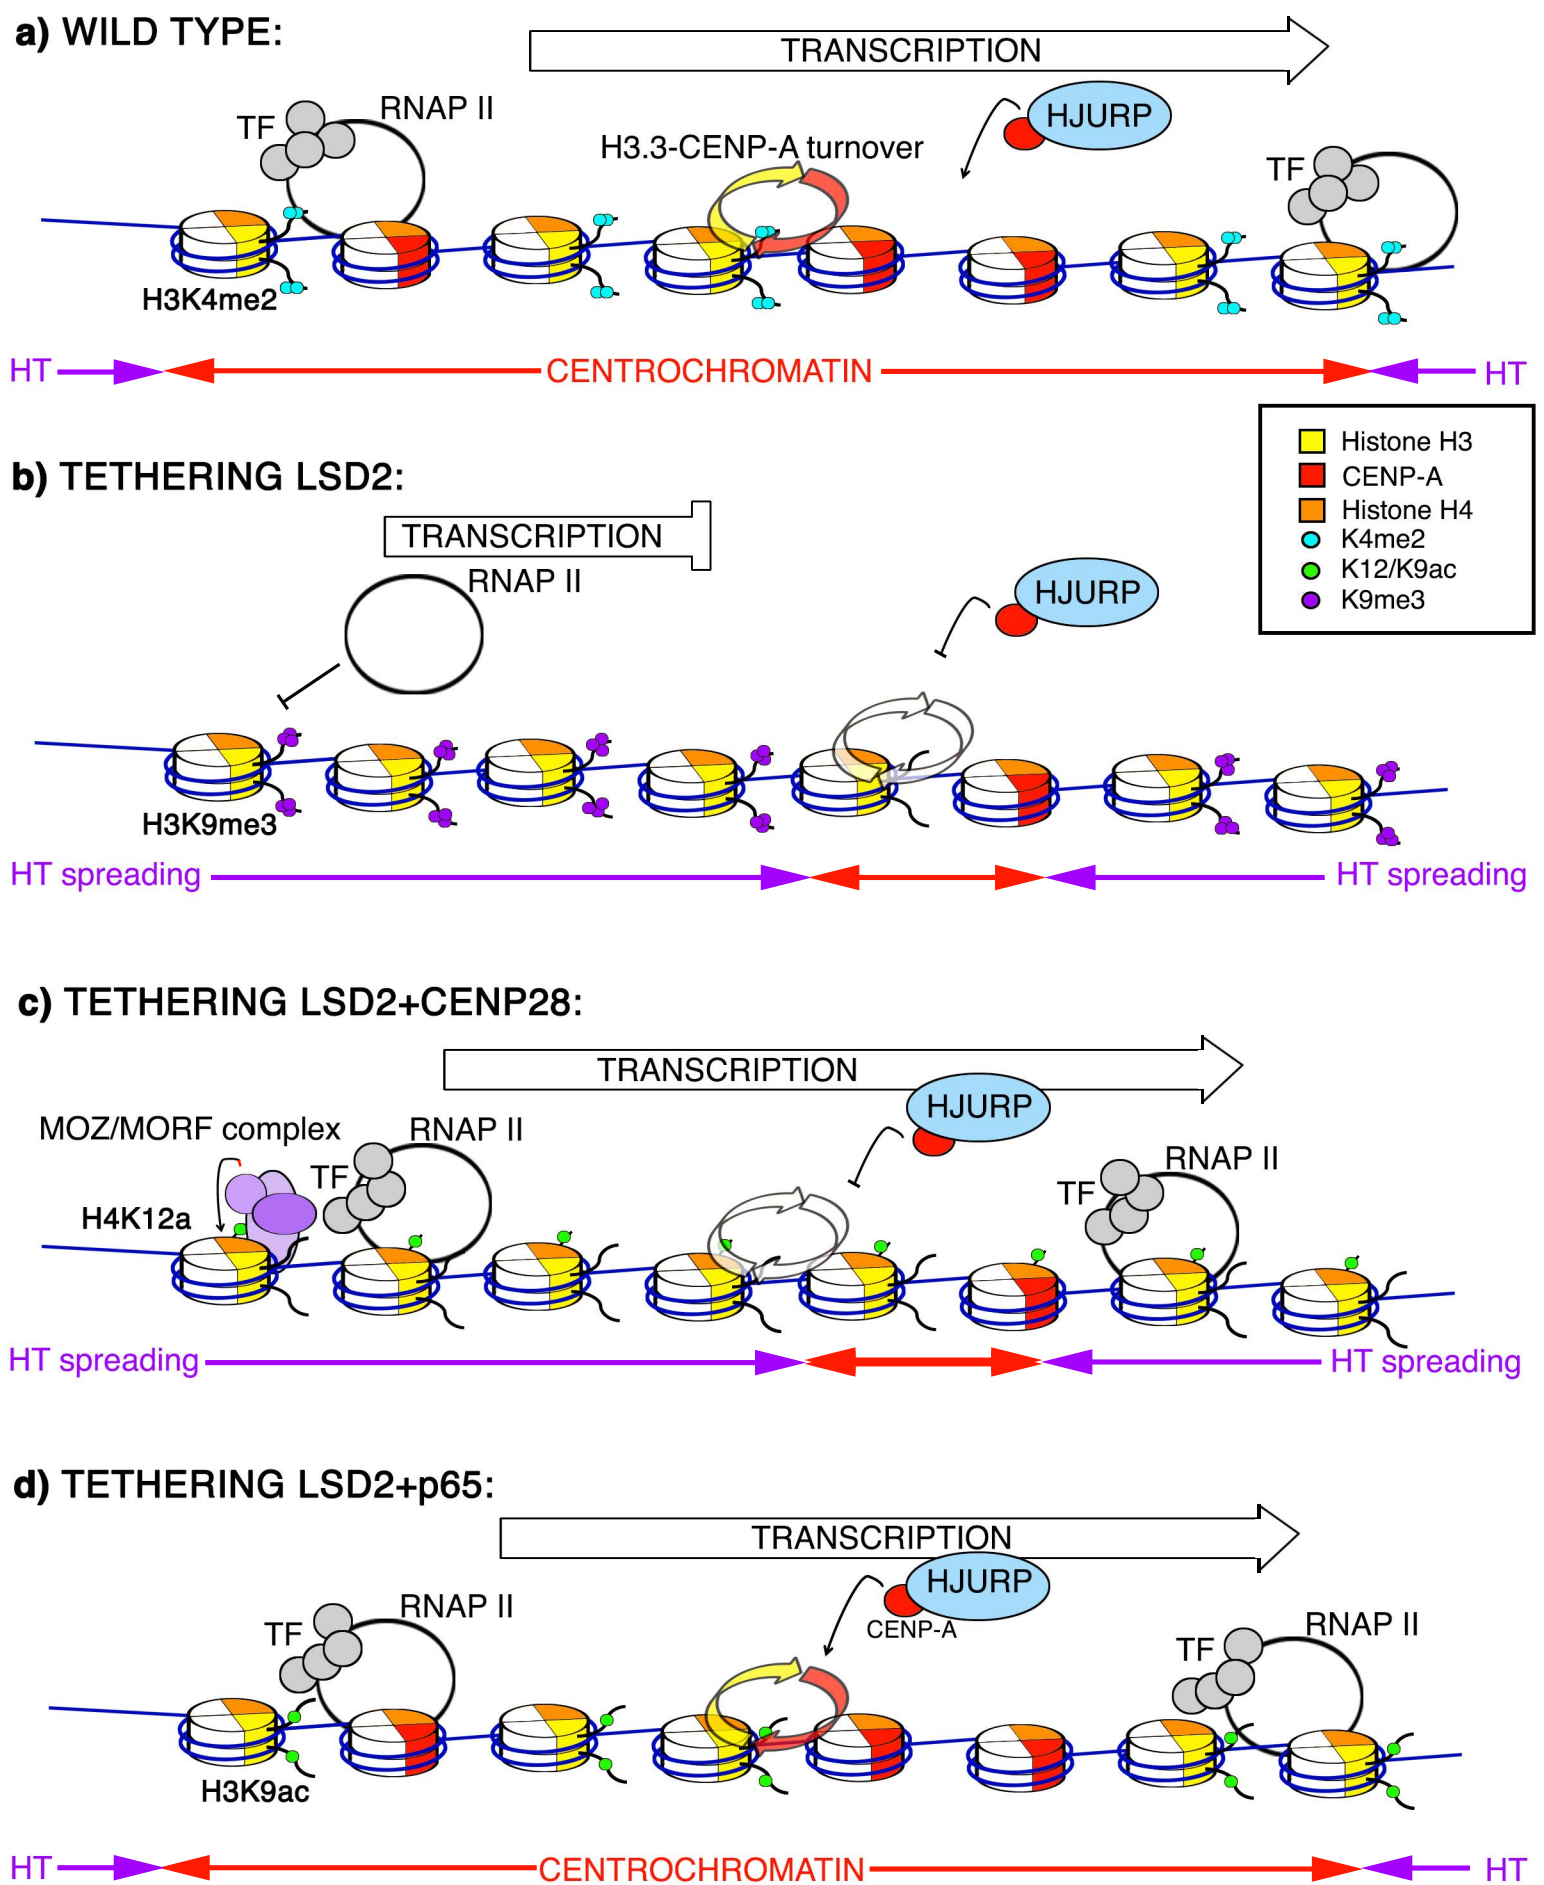 a) WILD TYPE:
TRANSCRIPTION
RNAP II
TF
HJURP
H3.3-CENP-A turnover
TF
H3K4me2
HT
CENTROCHROMATIN
HT
Histone H3
CENP-A
Histone H4
K4me2
K12/K9ac
K9me3
b) TETHERING LSD2:
TRANSCRIPTION
RNAP II
HJURP
H3K9me3
HT spreading
HT spreading
c) TETHERING LSD2+CENP28:
TRANSCRIPTION
HJURP
MOZ/MORF complex
RNAP II
TF
RNAP II
TF
H4K12a
HT spreading
HT spreading
d) TETHERING LSD2+p65:
TRANSCRIPTION
HJURP
CENP-A
RNAP II
TF
RNAP II
TF
H3K9ac
HT
CENTROCHROMATIN
HT